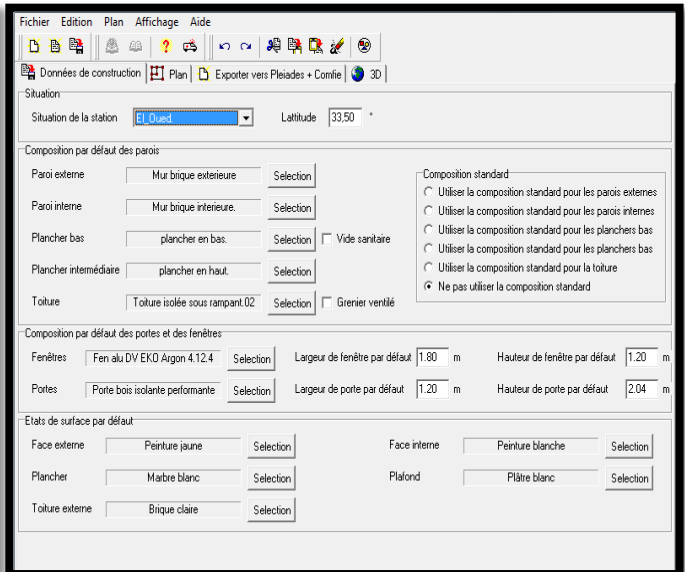 Fichier Edition Plan Affichage Aide
Données de construction Plan Exporter vers Pleiades + Comfie 3D
Situation
Situation de la station El_Oued. Lattitude 33,50 °
Composition par défaut des parois
Paroi externe Mur brique exterieure Selection
Paroi interne Mur brique interieure. Selection
Plancher bas plancher en bas. Selection Vide sanitaire
Plancher intermédiaire plancher en haut. Selection
Toiture Toiture isolée sous rampant.02 Selection Grenier ventilé
Composition standard
Utiliser la composition standard pour les parois externes
Utiliser la composition standard pour les parois internes
Utiliser la composition standard pour les planchers bas
Utiliser la composition standard pour les planchers bas
Utiliser la composition standard pour la toiture
Ne pas utiliser la composition standard
Composition par défaut des portes et des fenêtres
Fenêtres Fen alu DV EKO Argon 4.12.4 Selection Largeur de fenêtre par défaut 1.80 m Hauteur de fenêtre par défaut 1.20 m
Portes Porte bois isolante performante Selection Largeur de porte par défaut 1.20 m Hauteur de porte par défaut 2.04 m
Etats de surface par défaut
Face externe Peinture jaune Selection Face interne Peinture blanche Selection
Plancher Marbre blanc Selection Plafond Plâtre blanc Selection
Toiture externe Brique claire Selection